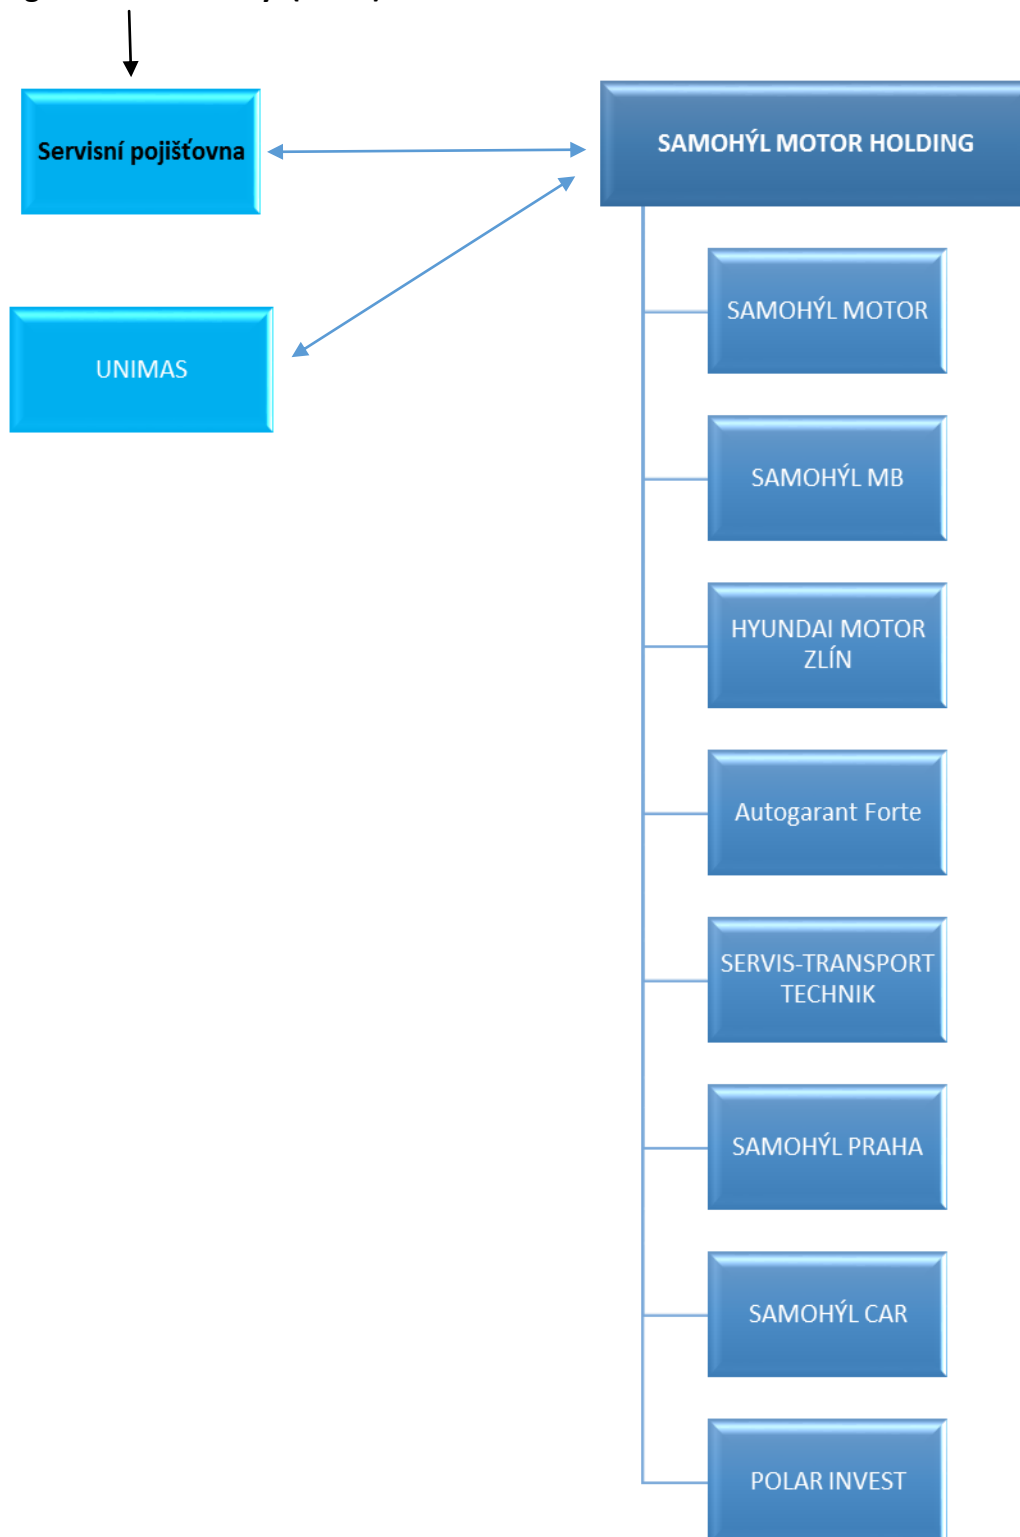 Servisní pojišťovna
SAMOHÝL MOTOR HOLDING
SAMOHÝL MOTOR
UNIMAS
SAMOHÝL MB
HYUNDAI MOTOR
ZLÍN
Autogarant Forte
SERVIS-TRANSPORT
TECHNIK
SAMOHÝL PRAHA
SAMOHÝL CAR
POLAR INVEST